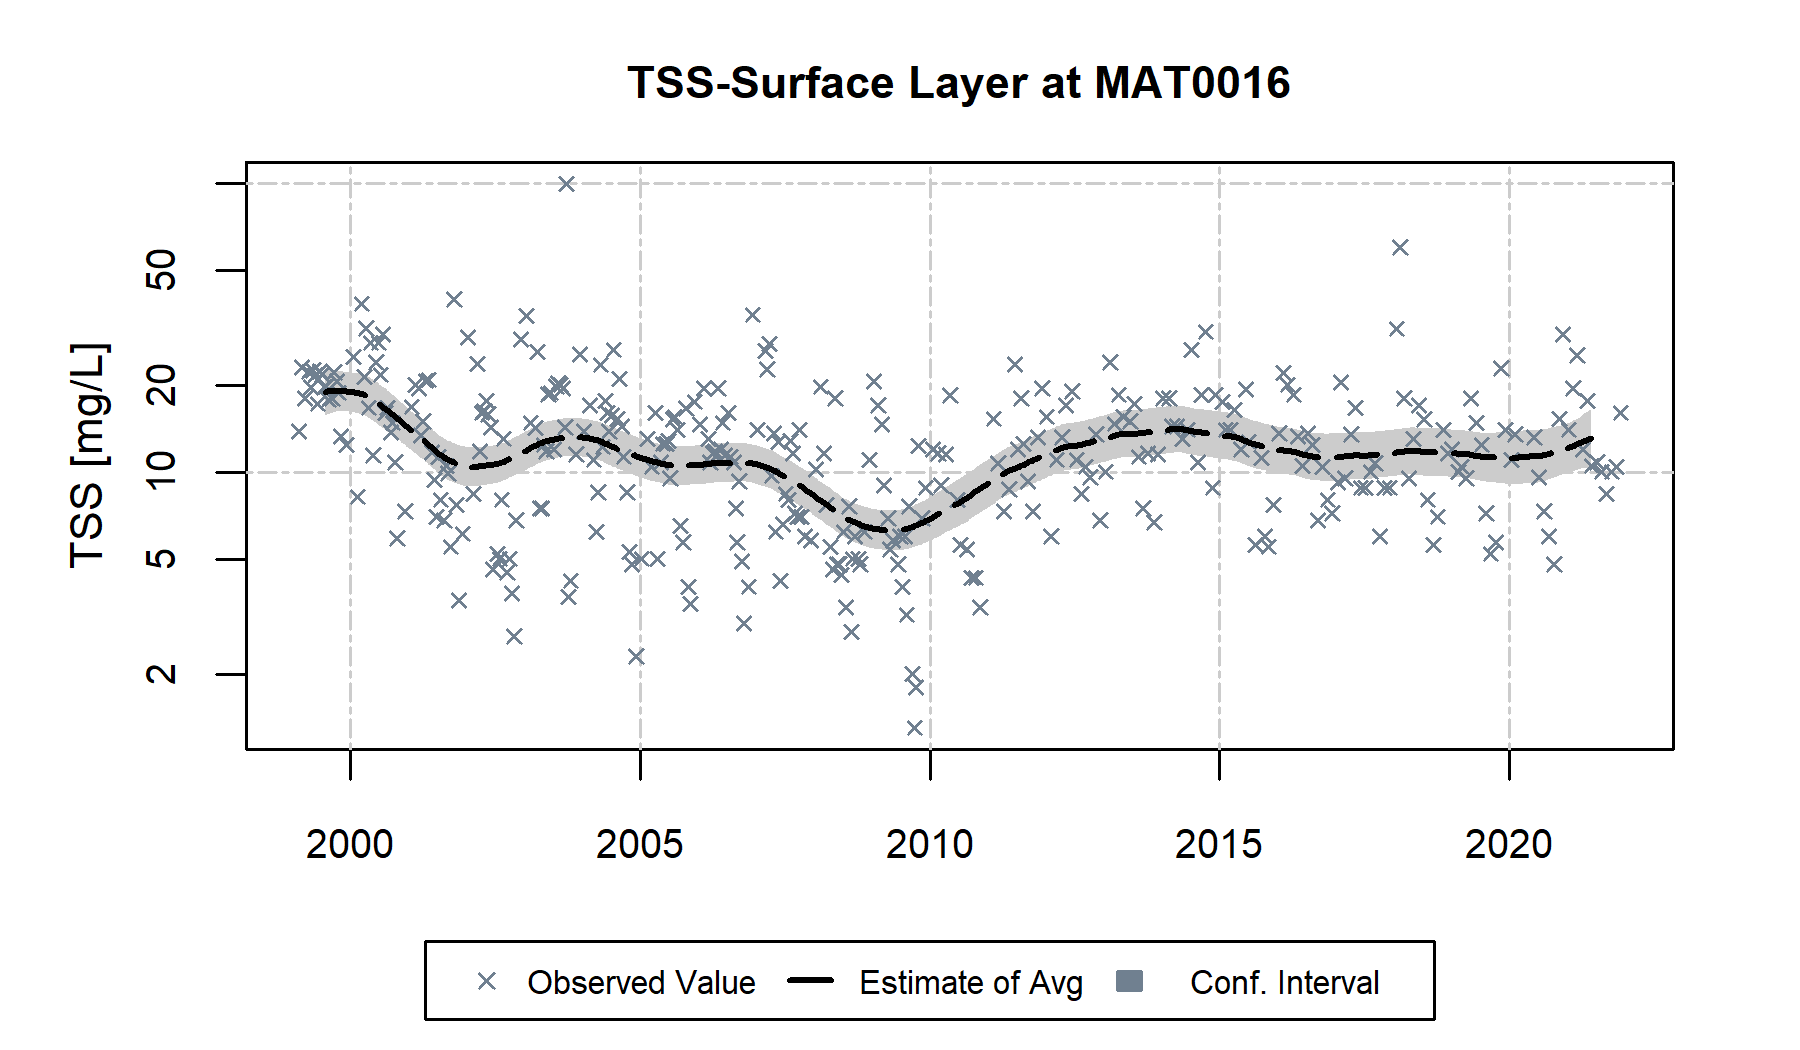 TSS-Surface Layer at MAT0016
TSS [mg/L]
50
20
10
5
2
2000 2005 2010 2015 2020
Observed Value Estimate of Avg Conf. Interval